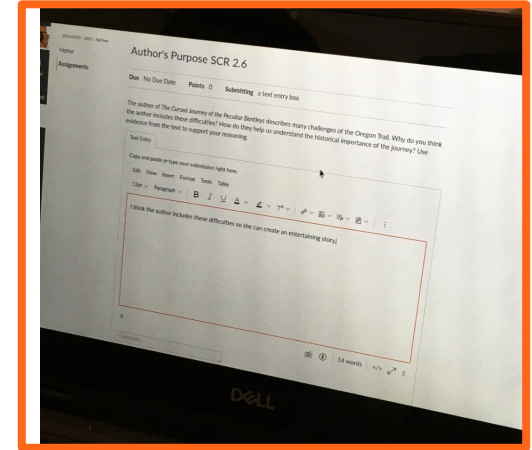 Home
Author's Purpose SCR 2.6
Assignments
Due No Due Date Points 0 Submitting a text entry box
The author of The Cursed Journey of the Peculiar Bentleys describes many challenges of the Oregon Trail. Why do you think
the author includes these difficulties? How do they help us understand the historical importance of the journey? Use
evidence from the text to support your reasoning.
Text Entry
Copy and paste or type your submission right here.
Edit View Insert Format Tools Table
12pt Paragraph B I U A
I think the author includes these difficulties so she can create an entertaining story.
p
14 words </>
Comments...
DELL